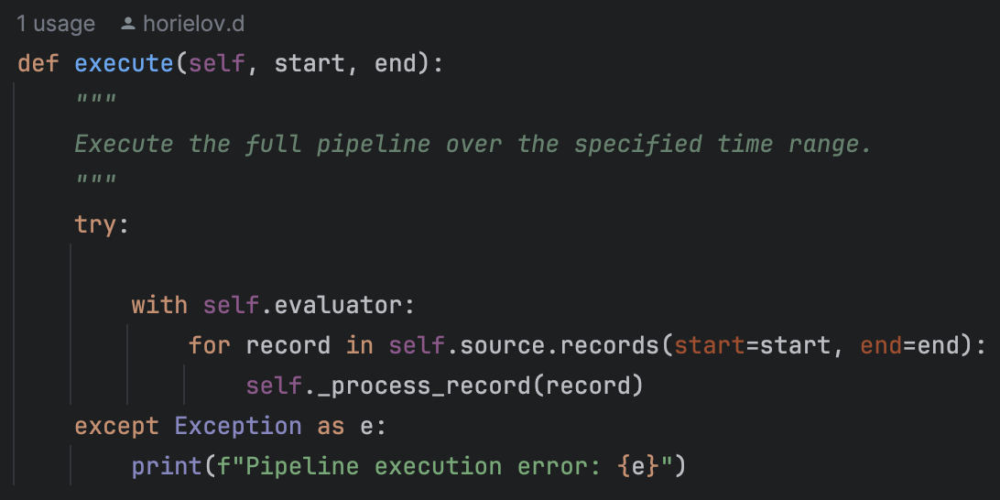 1 usage horielov.d
def execute(self, start, end):
    """
    Execute the full pipeline over the specified time range.
    """
    try:

        with self.evaluator:
            for record in self.source.records(start=start, end=end):
                self._process_record(record)
    except Exception as e:
        print(f"Pipeline execution error: {e}")